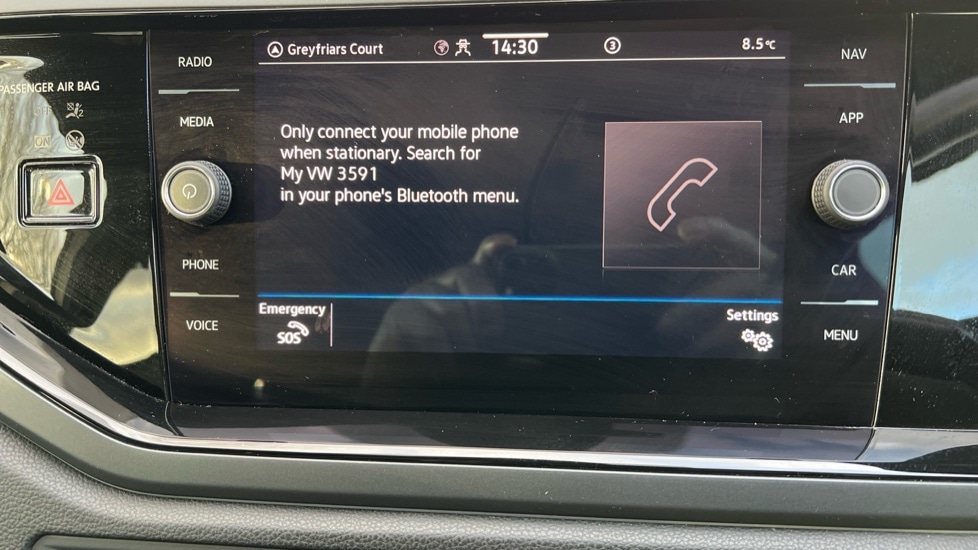 PASSENGER AIR BAG
OFF
2
ON
RADIO
MEDIA
PHONE
VOICE
Greyfriars Court
14:30
3
8.5°C
Only connect your mobile phone
when stationary. Search for
My VW 3591
in your phone's Bluetooth menu.
Emergency
SOS
Settings
NAV
APP
CAR
MENU